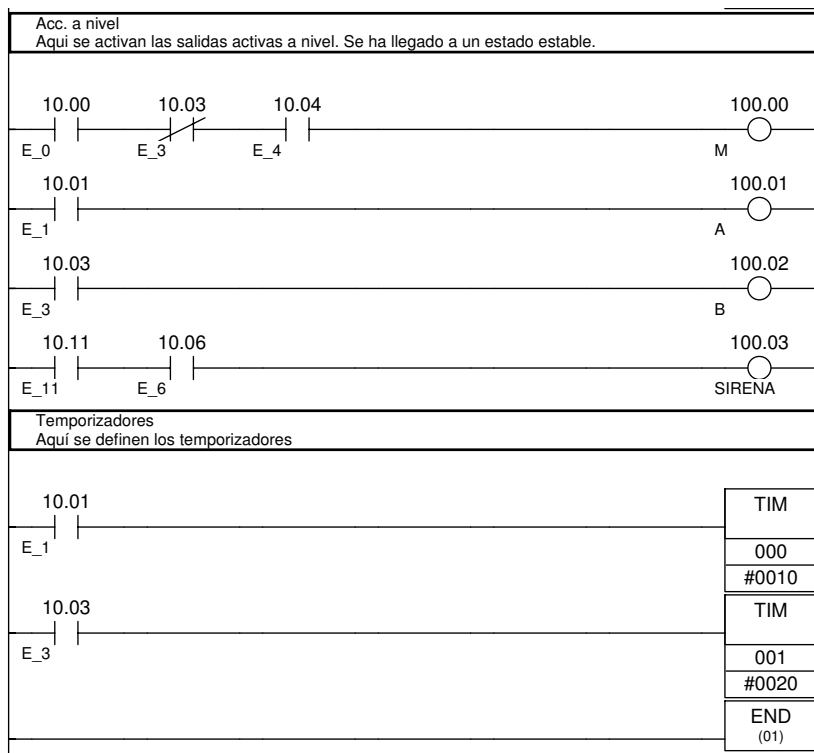 Acc. a nivel
Aqui se activan las salidas activas a nivel. Se ha llegado a un estado estable.
10.00 10.03 10.04 100.00
E_0 E_3 E_4 M
10.01 100.01
E_1 A
10.03 100.02
E_3 B
10.11 10.06 100.03
E_11 E_6 SIRENA
Temporizadores
Aquí se definen los temporizadores
10.01 TIM
E_1
000
#0010
10.03 TIM
E_3
001
#0020
END
(01)